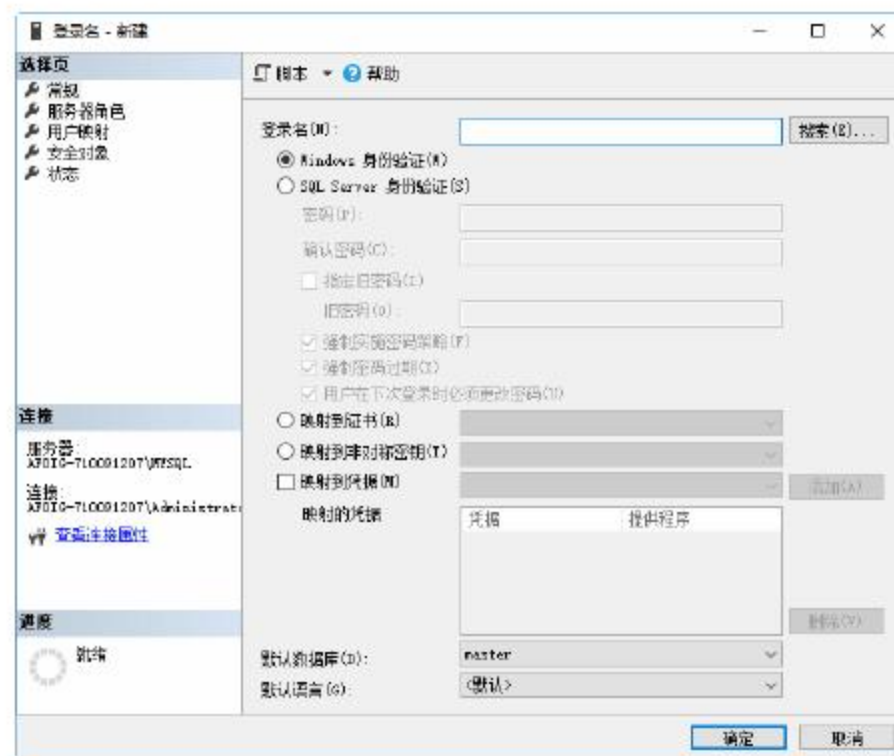 登录名 - 新建
选择页
常规
服务器角色
用户映射
安全对象
状态
脚本
帮助
登录名(N):
搜索(E)...
Windows 身份验证(W)
SQL Server 身份验证(S)
密码(P):
确认密码(C):
指定旧密码(I)
旧密码(O):
强制实施密码策略(F)
强制密码过期(X)
用户在下次登录时必须更改密码(U)
映射到证书(R)
映射到非对称密钥(T)
映射到凭据(M)
添加(A)
映射的凭据
凭据 提供程序
删除(V)
默认数据库(D): master
默认语言(G): <默认>
连接
服务器:
连接:
查看连接属性
进度
就绪
确定 取消